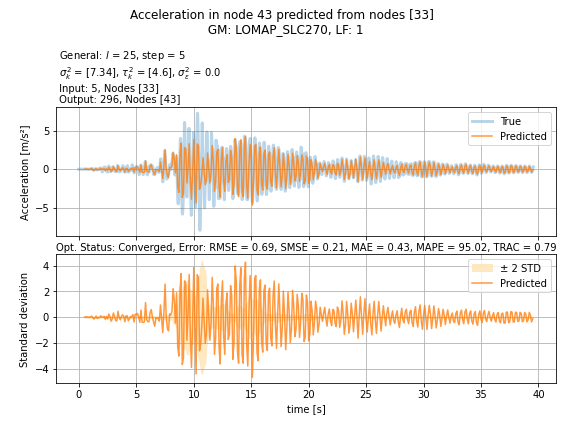 Acceleration in node 43 predicted from nodes [33]
GM: LOMAP_SLC270, LF: 1
General: l = 25, step = 5
σ²ₖ = [7.34], τ²ₖ = [4.6], σ²ε = 0.0
Input: 5, Nodes [33]
Output: 296, Nodes [43]
True
Predicted
5
0
−5
Acceleration [m/s²]
Opt. Status: Converged, Error: RMSE = 0.69, SMSE = 0.21, MAE = 0.43, MAPE = 95.02, TRAC = 0.79
± 2 STD
Predicted
4
2
0
−2
−4
Standard deviation
0 5 10 15 20 25 30 35 40
time [s]